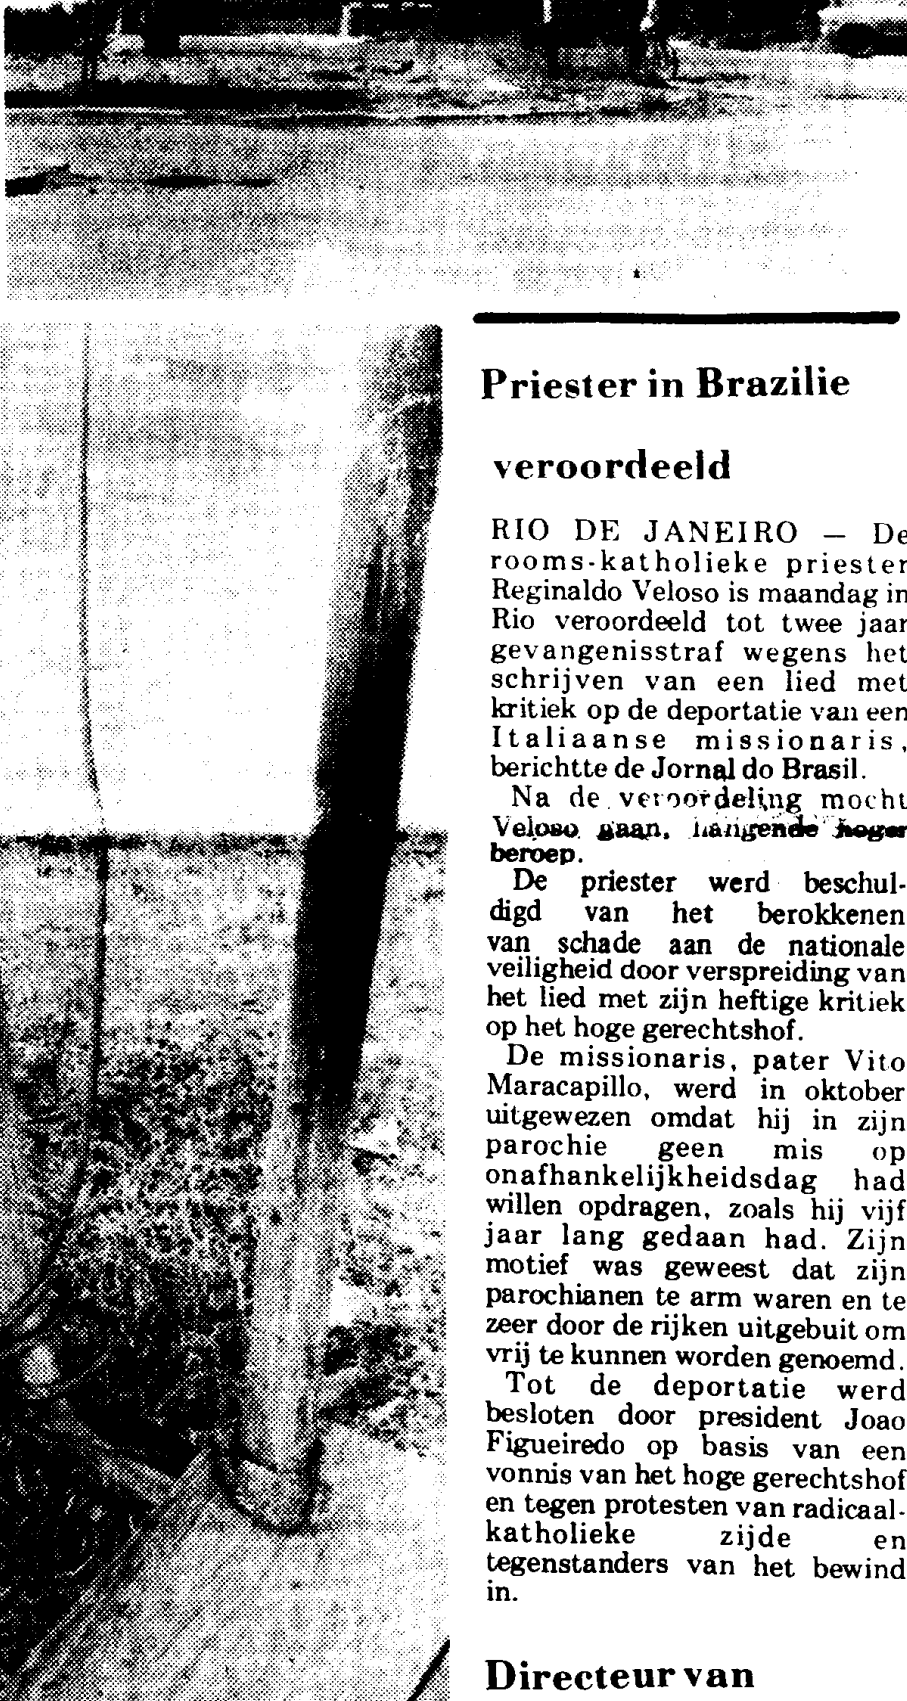 Priester in Brazilie
veroordeeld
RIO DE JANEIRO — De
rooms-katholieke priester
Reginaldo Veloso is maandag in
Rio veroordeeld tot twee jaar
gevangenisstraf wegens het
schrijven van een lied met
kritiek op de deportatie van een
Italiaanse missionaris,
berichtte de Jornal do Brasil.
Na de veroordeling mocht
Veloso gaan, hangende hoger
beroep.
De priester werd beschul-
digd van het berokkenen
van schade aan de nationale
veiligheid door verspreiding van
het lied met zijn heftige kritiek
op het hoge gerechtshof.
De missionaris, pater Vito
Maracapillo, werd in oktober
uitgewezen omdat hij in zijn
parochie geen mis op
onafhankelijkheidsdag had
willen opdragen, zoals hij vijf
jaar lang gedaan had. Zijn
motief was geweest dat zijn
parochianen te arm waren en te
zeer door de rijken uitgebuit om
vrij te kunnen worden genoemd.
Tot de deportatie werd
besloten door president Joao
Figueiredo op basis van een
vonnis van het hoge gerechtshof
en tegen protesten van radicaal-
katholieke zijde en
tegenstanders van het bewind
in.
Directeur van